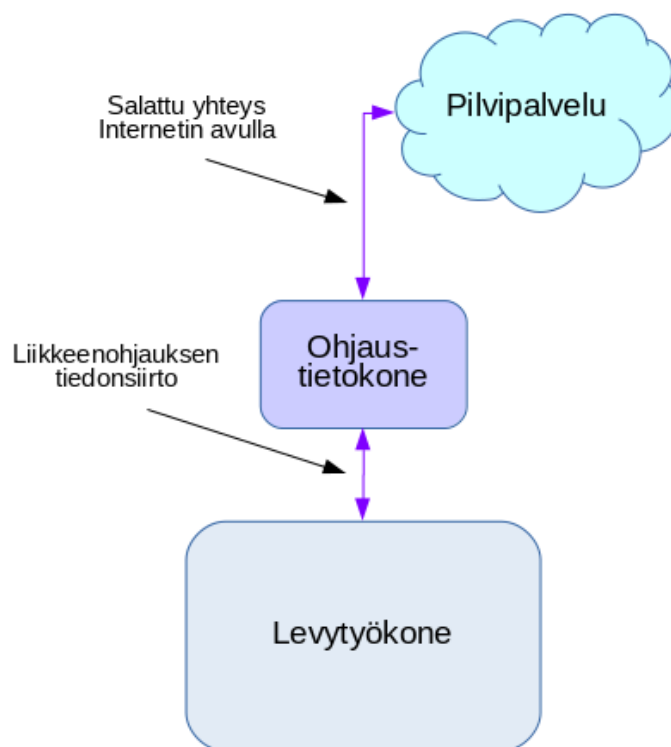 Pilvipalvelu
Salattu yhteys
Internetin avulla
Ohjaus-
tietokone
Liikkeenohjauksen
tiedonsiirto
Levytyökone